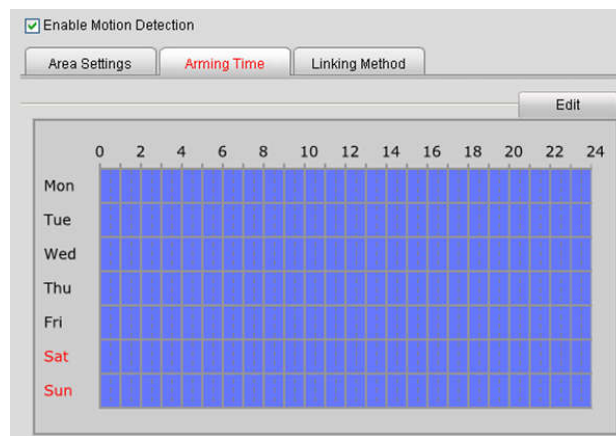 Enable Motion Detection
Area Settings Arming Time Linking Method
Edit
0 2 4 6 8 10 12 14 16 18 20 22 24
Mon
Tue
Wed
Thu
Fri
Sat
Sun